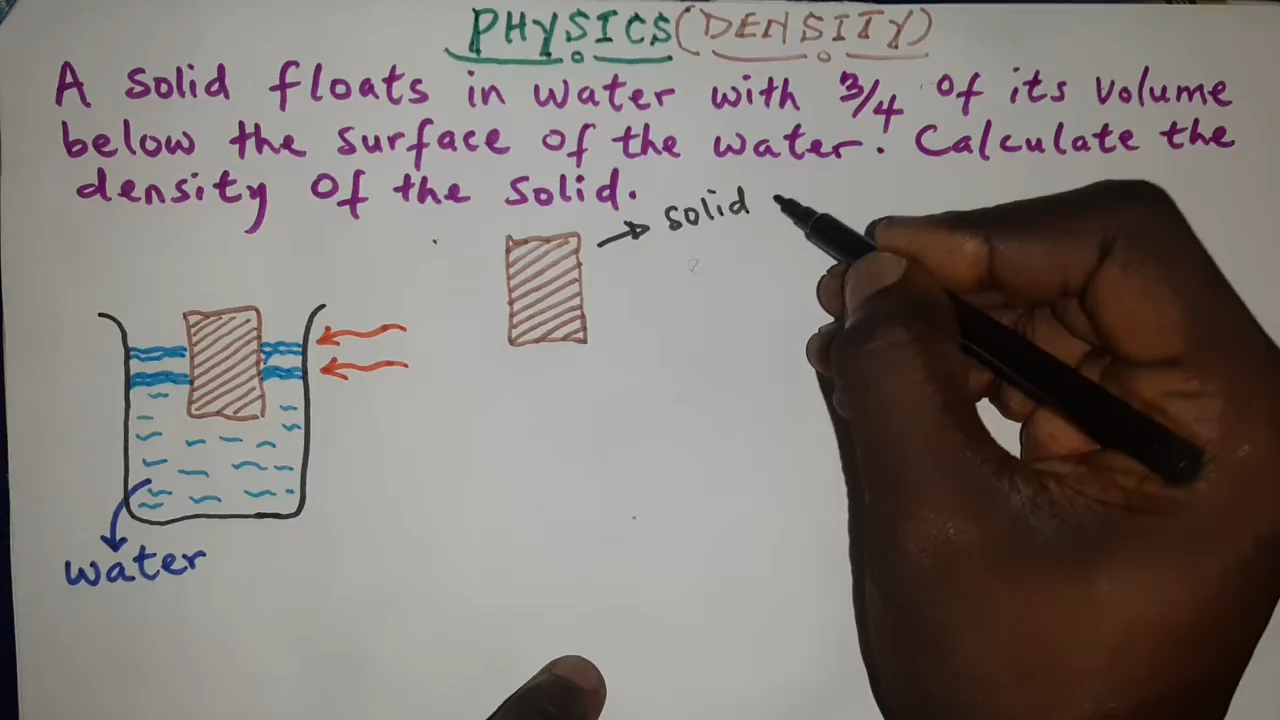 PHYSICS (DENSITY)
A solid floats in water with 3/4 of its volume
below the surface of the water. Calculate the
density of the solid.
solid
water